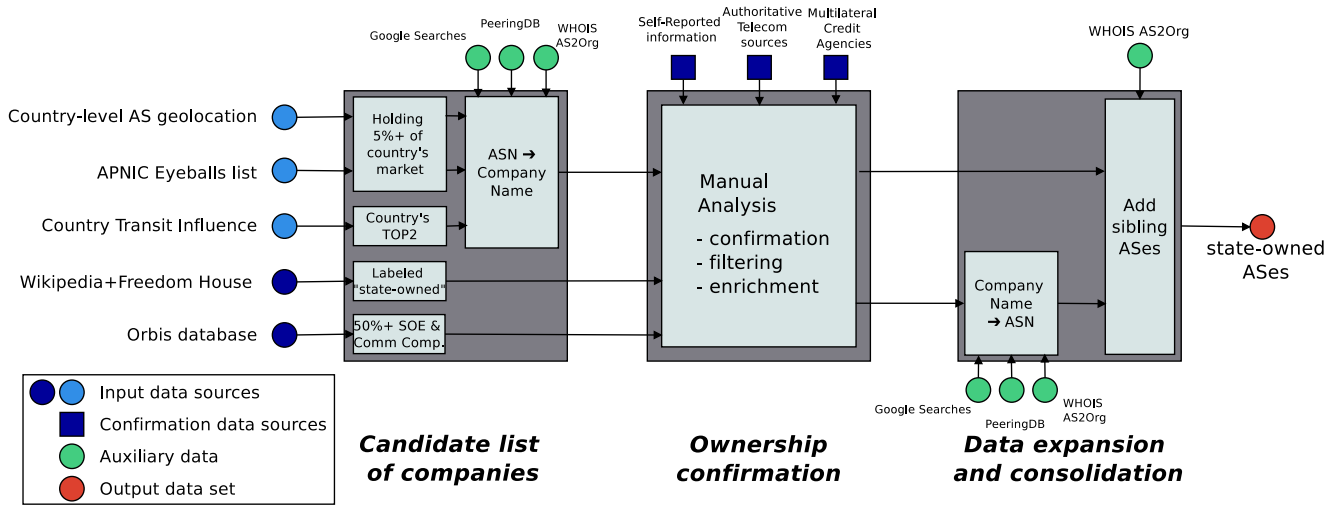 Google Searches
PeeringDB
WHOIS
AS2Org
Self-Reported
information
Authoritative
Telecom
sources
Multilateral
Credit
Agencies
WHOIS AS2Org
Country-level AS geolocation
APNIC Eyeballs list
Country Transit Influence
Wikipedia+Freedom House
Orbis database
Holding
5%+ of
country's
market
Country's
TOP2
Labeled
"state-owned"
50%+ SOE &
Comm Comp.
ASN ➔
Company
Name
Manual
Analysis
- confirmation
- filtering
- enrichment
Company
Name
➔ ASN
Add
sibling
ASes
state-owned
ASes
Google Searches
PeeringDB
WHOIS
AS2Org
Input data sources
Confirmation data sources
Auxiliary data
Output data set
Candidate list
of companies
Ownership
confirmation
Data expansion
and consolidation